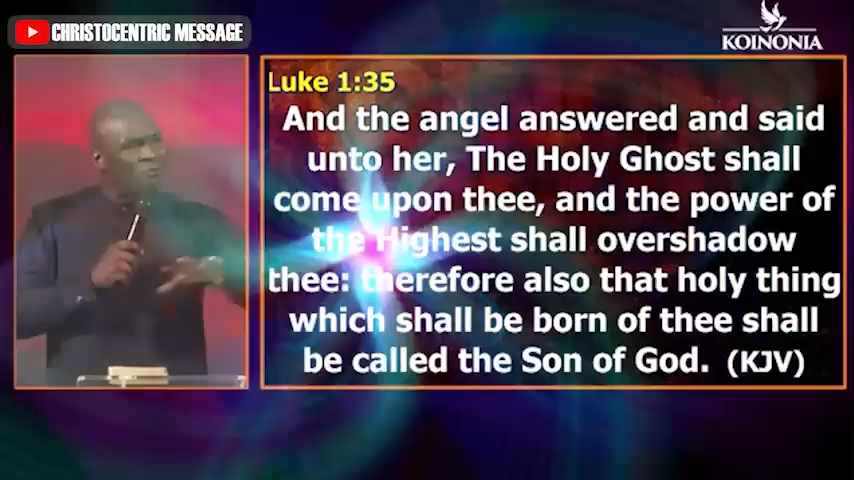 CHRISTOCENTRIC MESSAGE
KOINONIA
Luke 1:35
And the angel answered and said
unto her, The Holy Ghost shall
come upon thee, and the power of
the Highest shall overshadow
thee: therefore also that holy thing
which shall be born of thee shall
be called the Son of God. (KJV)